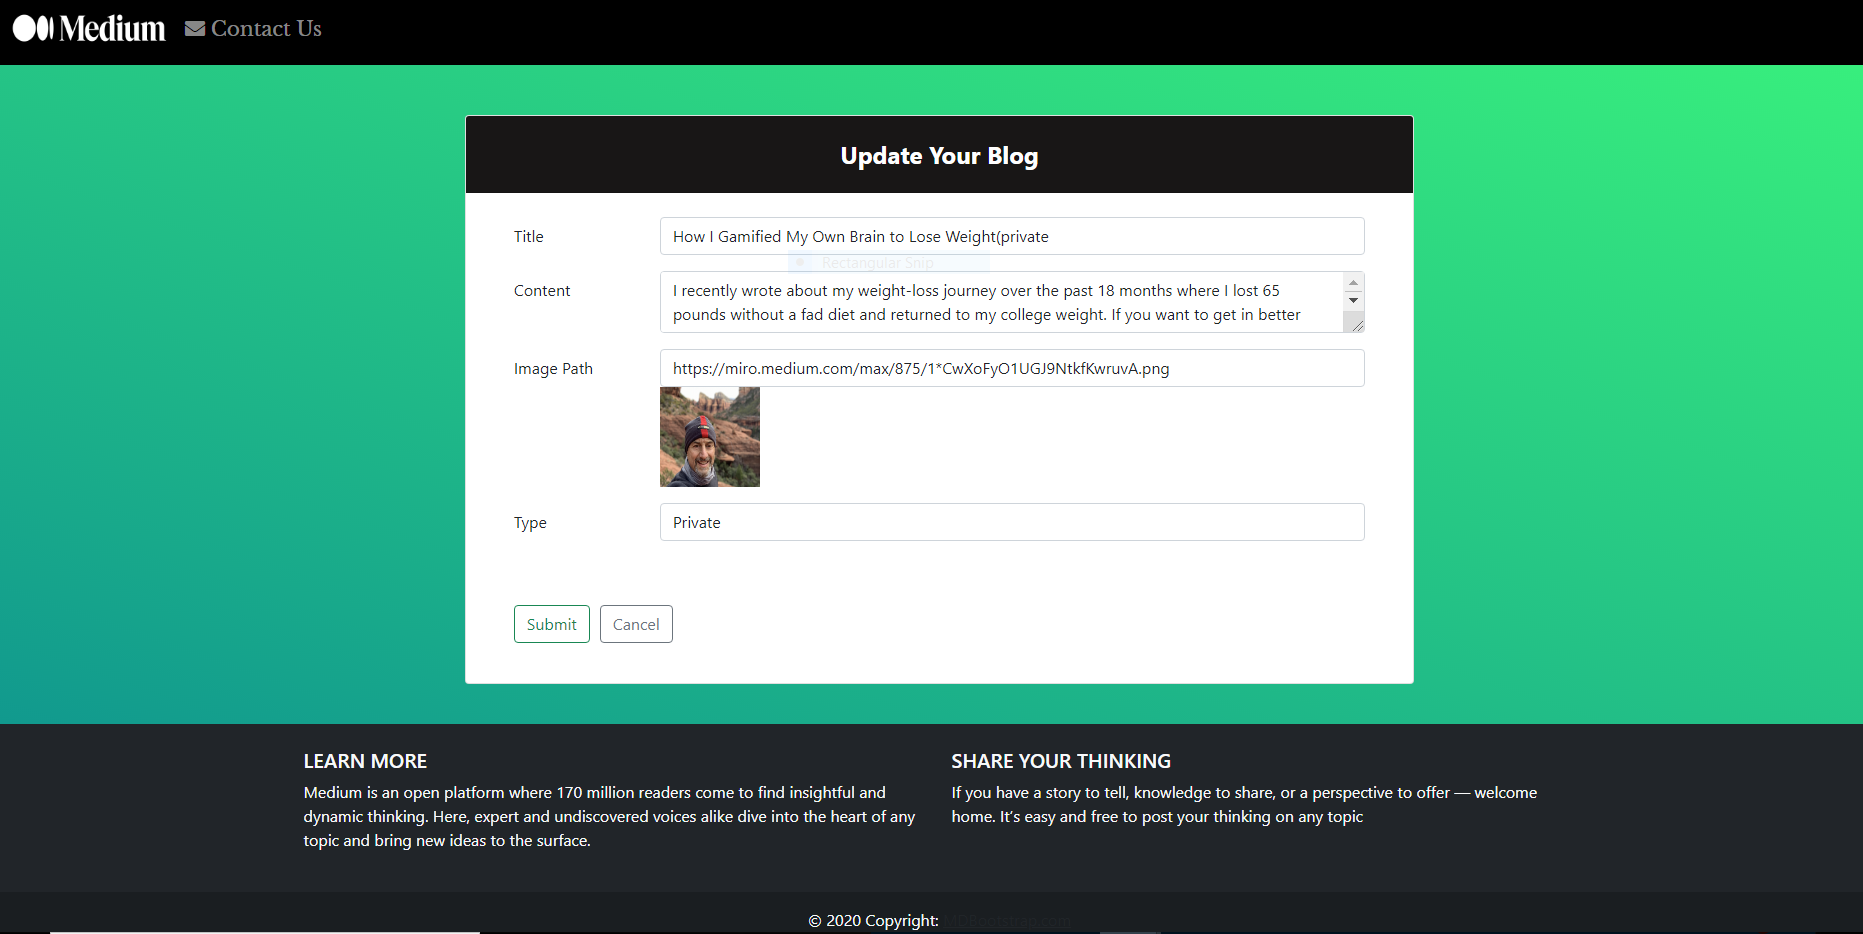 Medium Contact Us
Update Your Blog
Title
How I Gamified My Own Brain to Lose Weight(private
Rectangular Snip
Content
I recently wrote about my weight-loss journey over the past 18 months where I lost 65
pounds without a fad diet and returned to my college weight. If you want to get in better
Image Path
https://miro.medium.com/max/875/1*CwXoFyO1UGJ9NtkfKwruvA.png
Type
Private
Submit Cancel
LEARN MORE
Medium is an open platform where 170 million readers come to find insightful and
dynamic thinking. Here, expert and undiscovered voices alike dive into the heart of any
topic and bring new ideas to the surface.
SHARE YOUR THINKING
If you have a story to tell, knowledge to share, or a perspective to offer — welcome
home. It’s easy and free to post your thinking on any topic
© 2020 Copyright: MDBootstrap.com